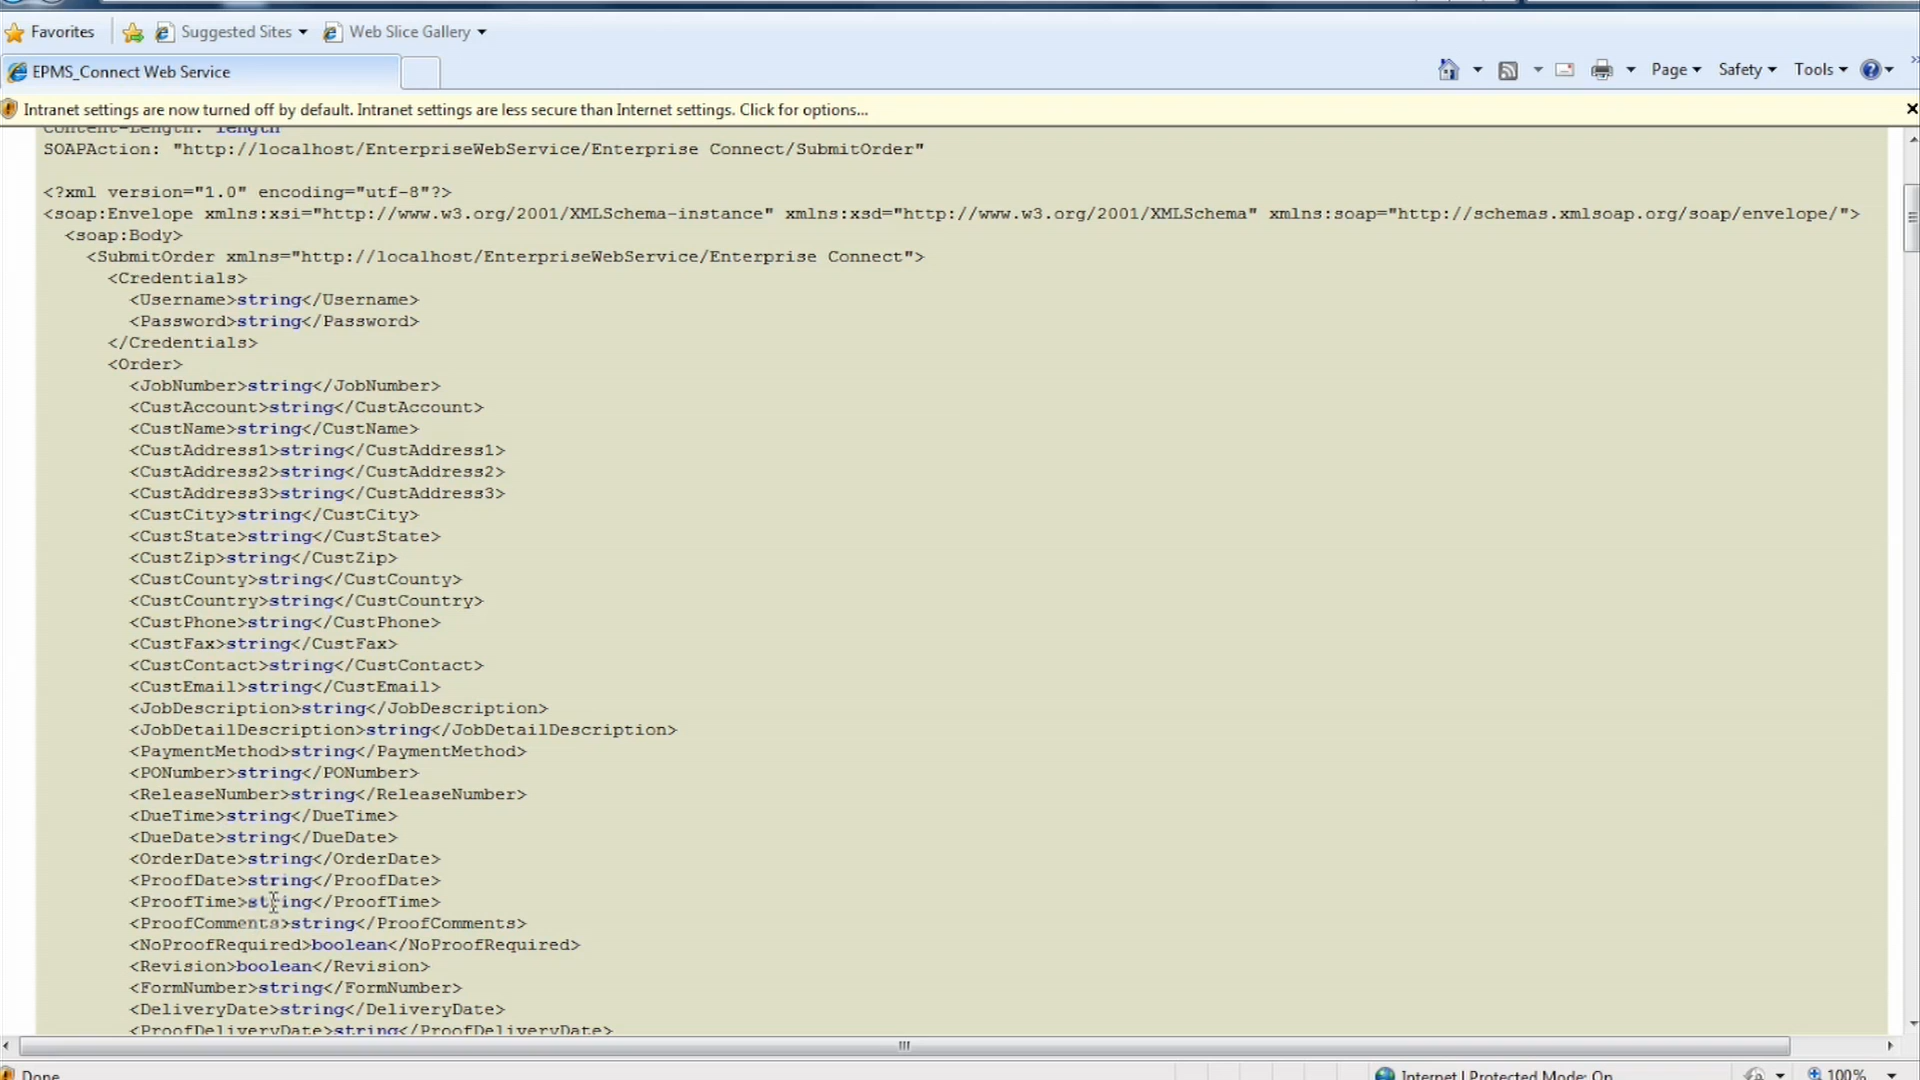 Favorites Suggested Sites Web Slice Gallery
EPMS_Connect Web Service Page Safety Tools
Intranet settings are now turned off by default. Intranet settings are less secure than Internet settings. Click for options...
Content-Length: length
SOAPAction: "http://localhost/EnterpriseWebService/Enterprise Connect/SubmitOrder"
<?xml version="1.0" encoding="utf-8"?>
<soap:Envelope xmlns:xsi="http://www.w3.org/2001/XMLSchema-instance" xmlns:xsd="http://www.w3.org/2001/XMLSchema" xmlns:soap="http://schemas.xmlsoap.org/soap/envelope/">
<soap:Body>
<SubmitOrder xmlns="http://localhost/EnterpriseWebService/Enterprise Connect">
<Credentials>
<Username>string</Username>
<Password>string</Password>
</Credentials>
<Order>
<JobNumber>string</JobNumber>
<CustAccount>string</CustAccount>
<CustName>string</CustName>
<CustAddress1>string</CustAddress1>
<CustAddress2>string</CustAddress2>
<CustAddress3>string</CustAddress3>
<CustCity>string</CustCity>
<CustState>string</CustState>
<CustZip>string</CustZip>
<CustCounty>string</CustCounty>
<CustCountry>string</CustCountry>
<CustPhone>string</CustPhone>
<CustFax>string</CustFax>
<CustContact>string</CustContact>
<CustEmail>string</CustEmail>
<JobDescription>string</JobDescription>
<JobDetailDescription>string</JobDetailDescription>
<PaymentMethod>string</PaymentMethod>
<PONumber>string</PONumber>
<ReleaseNumber>string</ReleaseNumber>
<DueTime>string</DueTime>
<DueDate>string</DueDate>
<OrderDate>string</OrderDate>
<ProofDate>string</ProofDate>
<ProofTime>string</ProofTime>
<ProofComments>string</ProofComments>
<NoProofRequired>boolean</NoProofRequired>
<Revision>boolean</Revision>
<FormNumber>string</FormNumber>
<DeliveryDate>string</DeliveryDate>
<ProofDeliveryDate>string</ProofDeliveryDate>
Done Internet | Protected Mode: On 100%